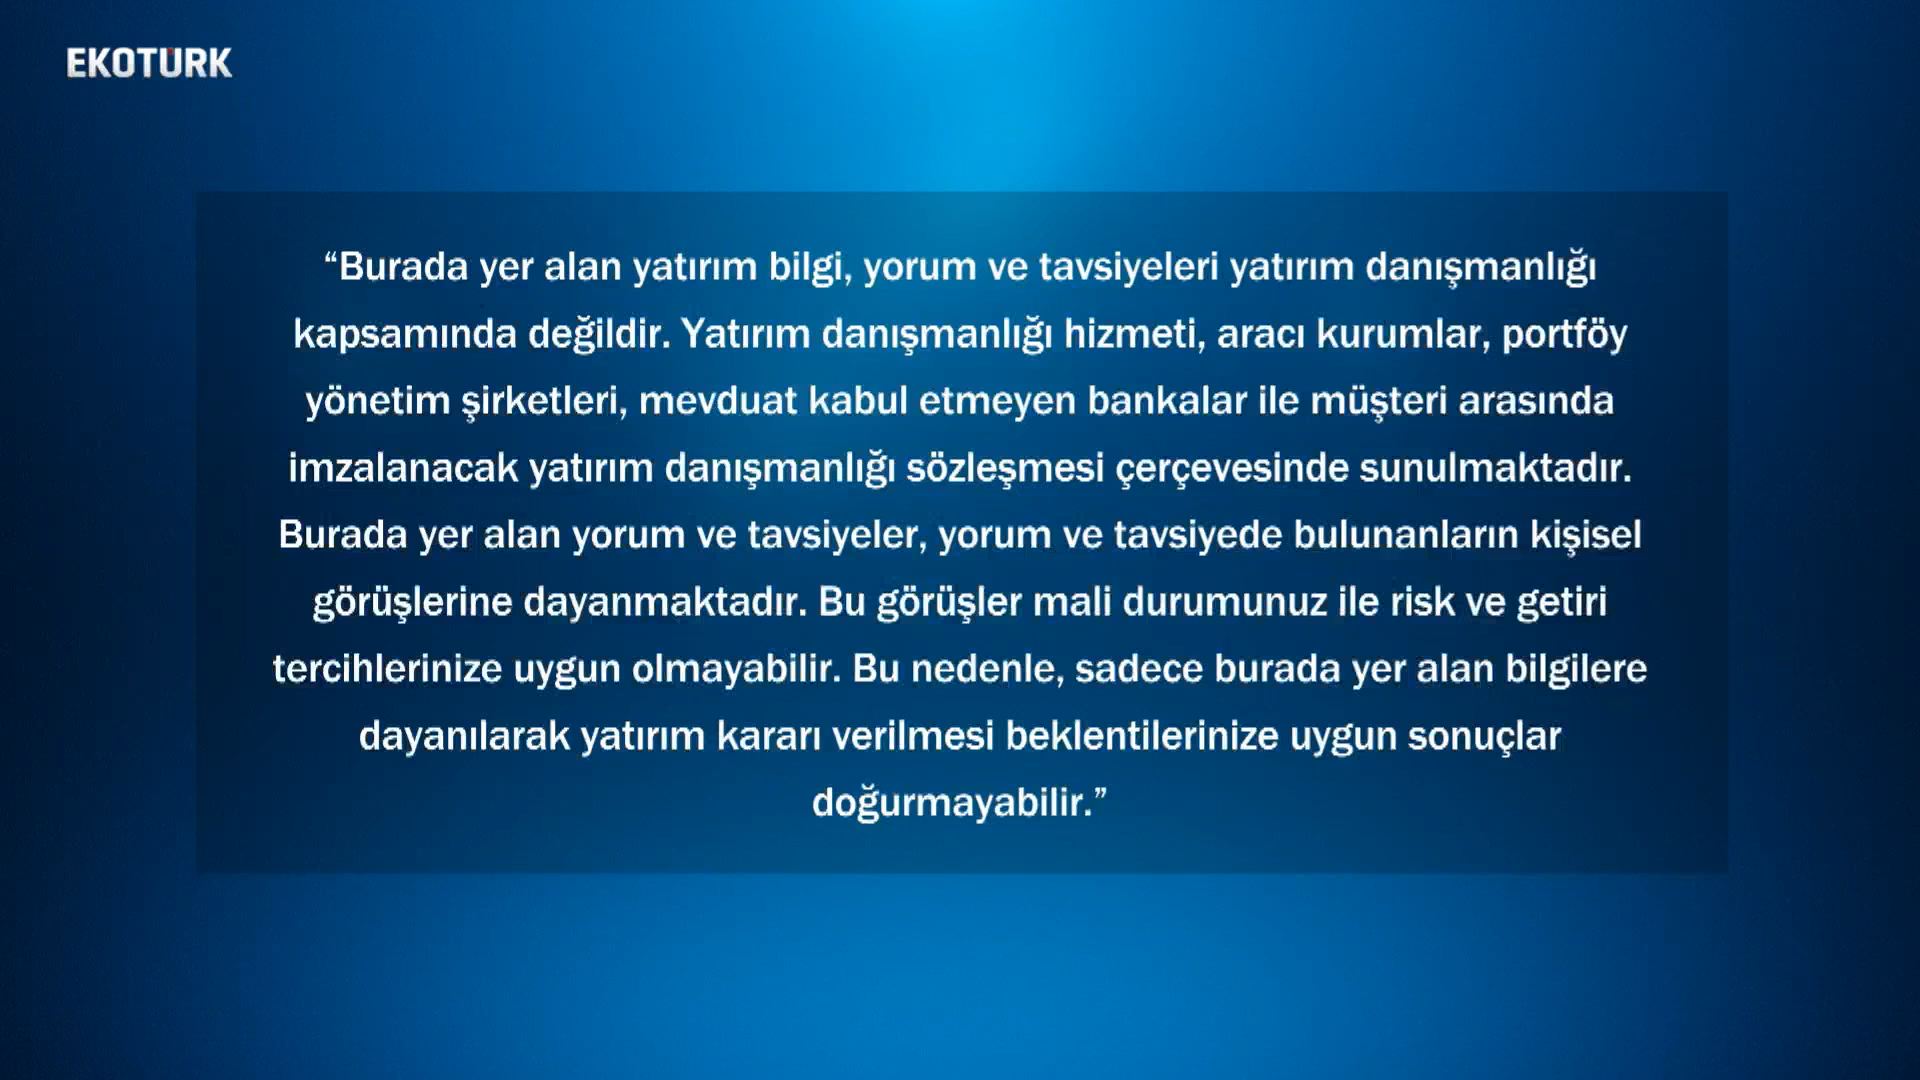 EKOTÜRK
“Burada yer alan yatırım bilgi, yorum ve tavsiyeleri yatırım danışmanlığı
kapsamında değildir. Yatırım danışmanlığı hizmeti, aracı kurumlar, portföy
yönetim şirketleri, mevduat kabul etmeyen bankalar ile müşteri arasında
imzalanacak yatırım danışmanlığı sözleşmesi çerçevesinde sunulmaktadır.
Burada yer alan yorum ve tavsiyeler, yorum ve tavsiyede bulunanların kişisel
görüşlerine dayanmaktadır. Bu görüşler mali durumunuz ile risk ve getiri
tercihlerinize uygun olmayabilir. Bu nedenle, sadece burada yer alan bilgilere
dayanılarak yatırım kararı verilmesi beklentilerinize uygun sonuçlar
doğurmayabilir.”